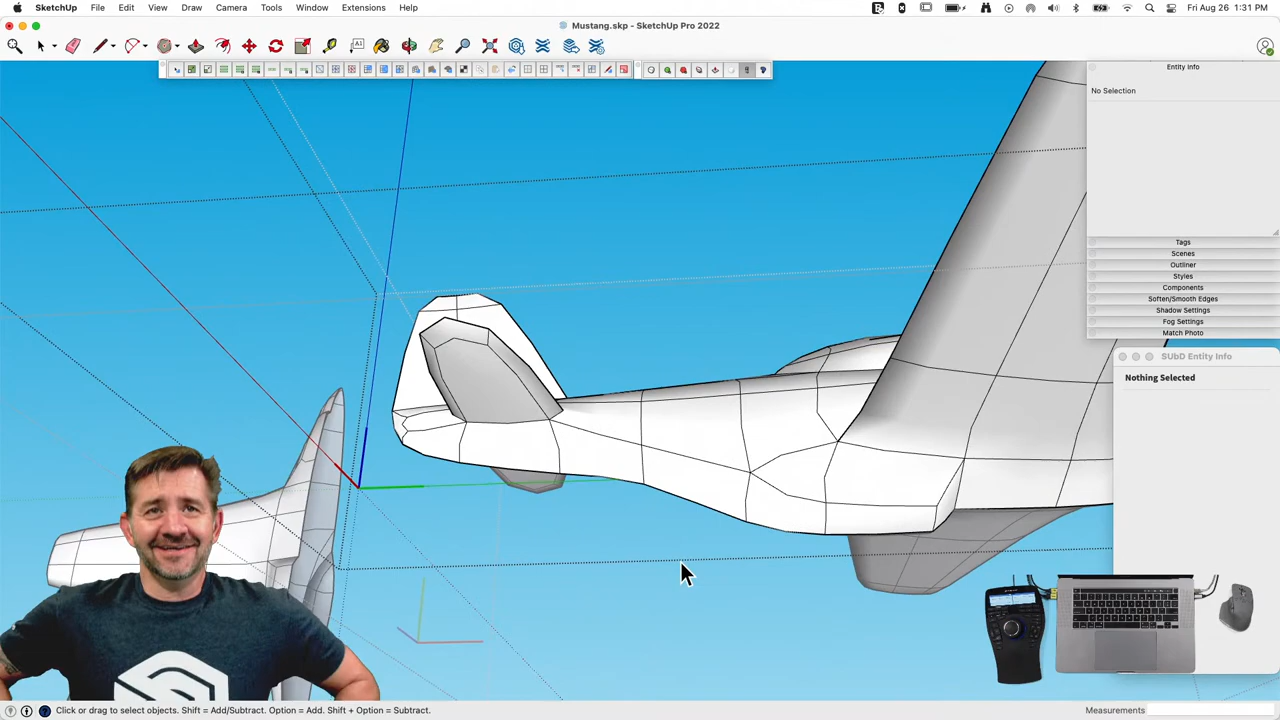 SketchUp File Edit View Draw Camera Tools Window Extensions Help Fri Aug 26 1:31 PM
Mustang.skp - SketchUp Pro 2022
Entity Info
No Selection
Tags
Scenes
Outliner
Styles
Components
Soften/Smooth Edges
Shadow Settings
Fog Settings
Match Photo
SUbD Entity Info
Nothing Selected
Click or drag to select objects. Shift = Add/Subtract. Option = Add. Shift + Option = Subtract. Measurements